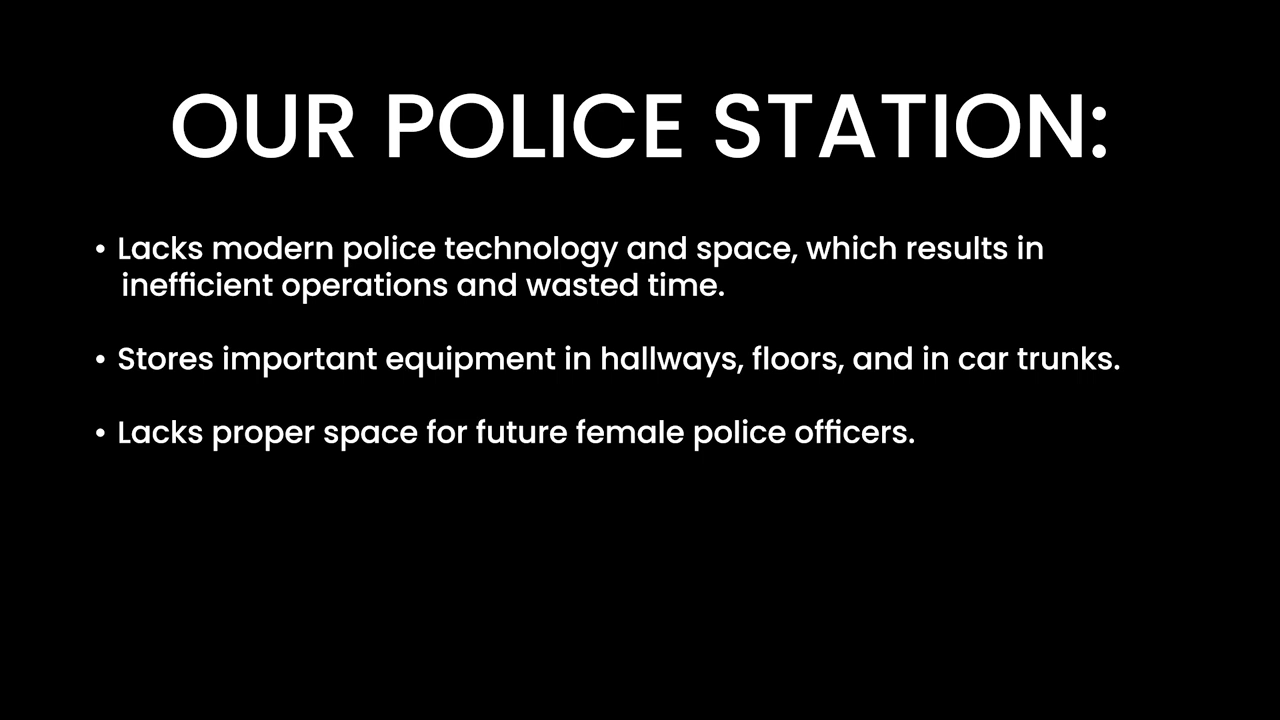 OUR POLICE STATION:
• Lacks modern police technology and space, which results in
inefficient operations and wasted time.
• Stores important equipment in hallways, floors, and in car trunks.
• Lacks proper space for future female police officers.